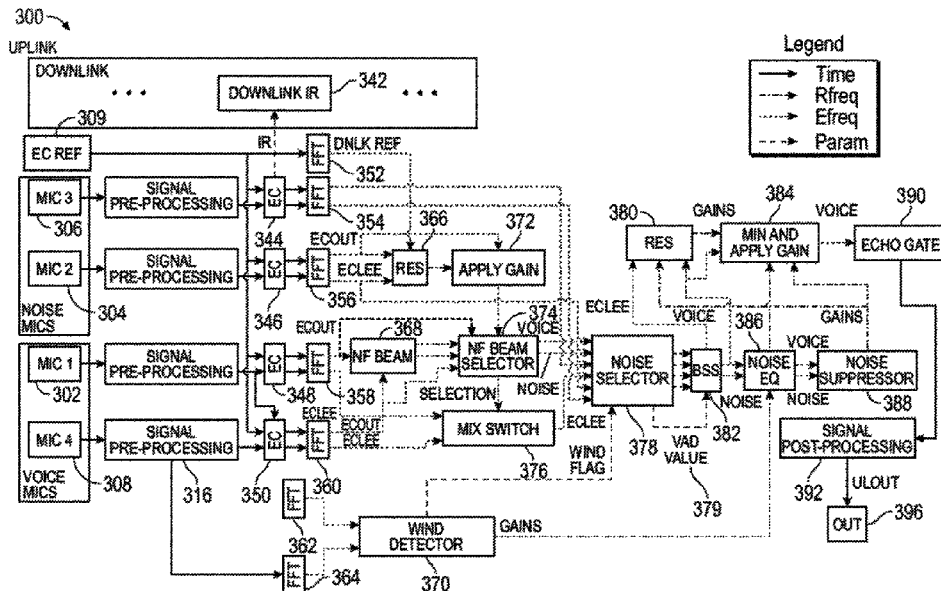 300
UPLINK
DOWNLINK
DOWNLINK IR
342
Legend
Time
Rfreq
Efreq
Param
309
EC REF
IR
FFT
DNLK REF
352
MIC 3
306
SIGNAL
PRE-PROCESSING
EC
344
FFT
354
ECOUT
366
372
380
RES
GAINS
384
MIN AND
APPLY GAIN
VOICE
390
ECHO GATE
MIC 2
304
NOISE MICS
SIGNAL
PRE-PROCESSING
EC
346
FFT
356
ECLEE
RES
APPLY GAIN
ECLEE
VOICE
386
GAINS
MIC 1
302
SIGNAL
PRE-PROCESSING
EC
348
FFT
358
ECOUT
368
NF BEAM
374
VOICE
NF BEAM
SELECTOR
SELECTION
NOISE
NOISE
SELECTOR
378
BSS
382
NOISE
NOISE
EQ
VOICE
NOISE
NOISE
SUPPRESSOR
388
MIC 4
308
VOICE MICS
SIGNAL
PRE-PROCESSING
316
EC
350
FFT
360
ECLEE
ECOUT
ECLEE
MIX SWITCH
376
ECLEE
WIND
FLAG
VAD
VALUE
379
SIGNAL
POST-PROCESSING
392
ULOUT
OUT
396
FFT
362
FFT
364
WIND
DETECTOR
370
GAINS